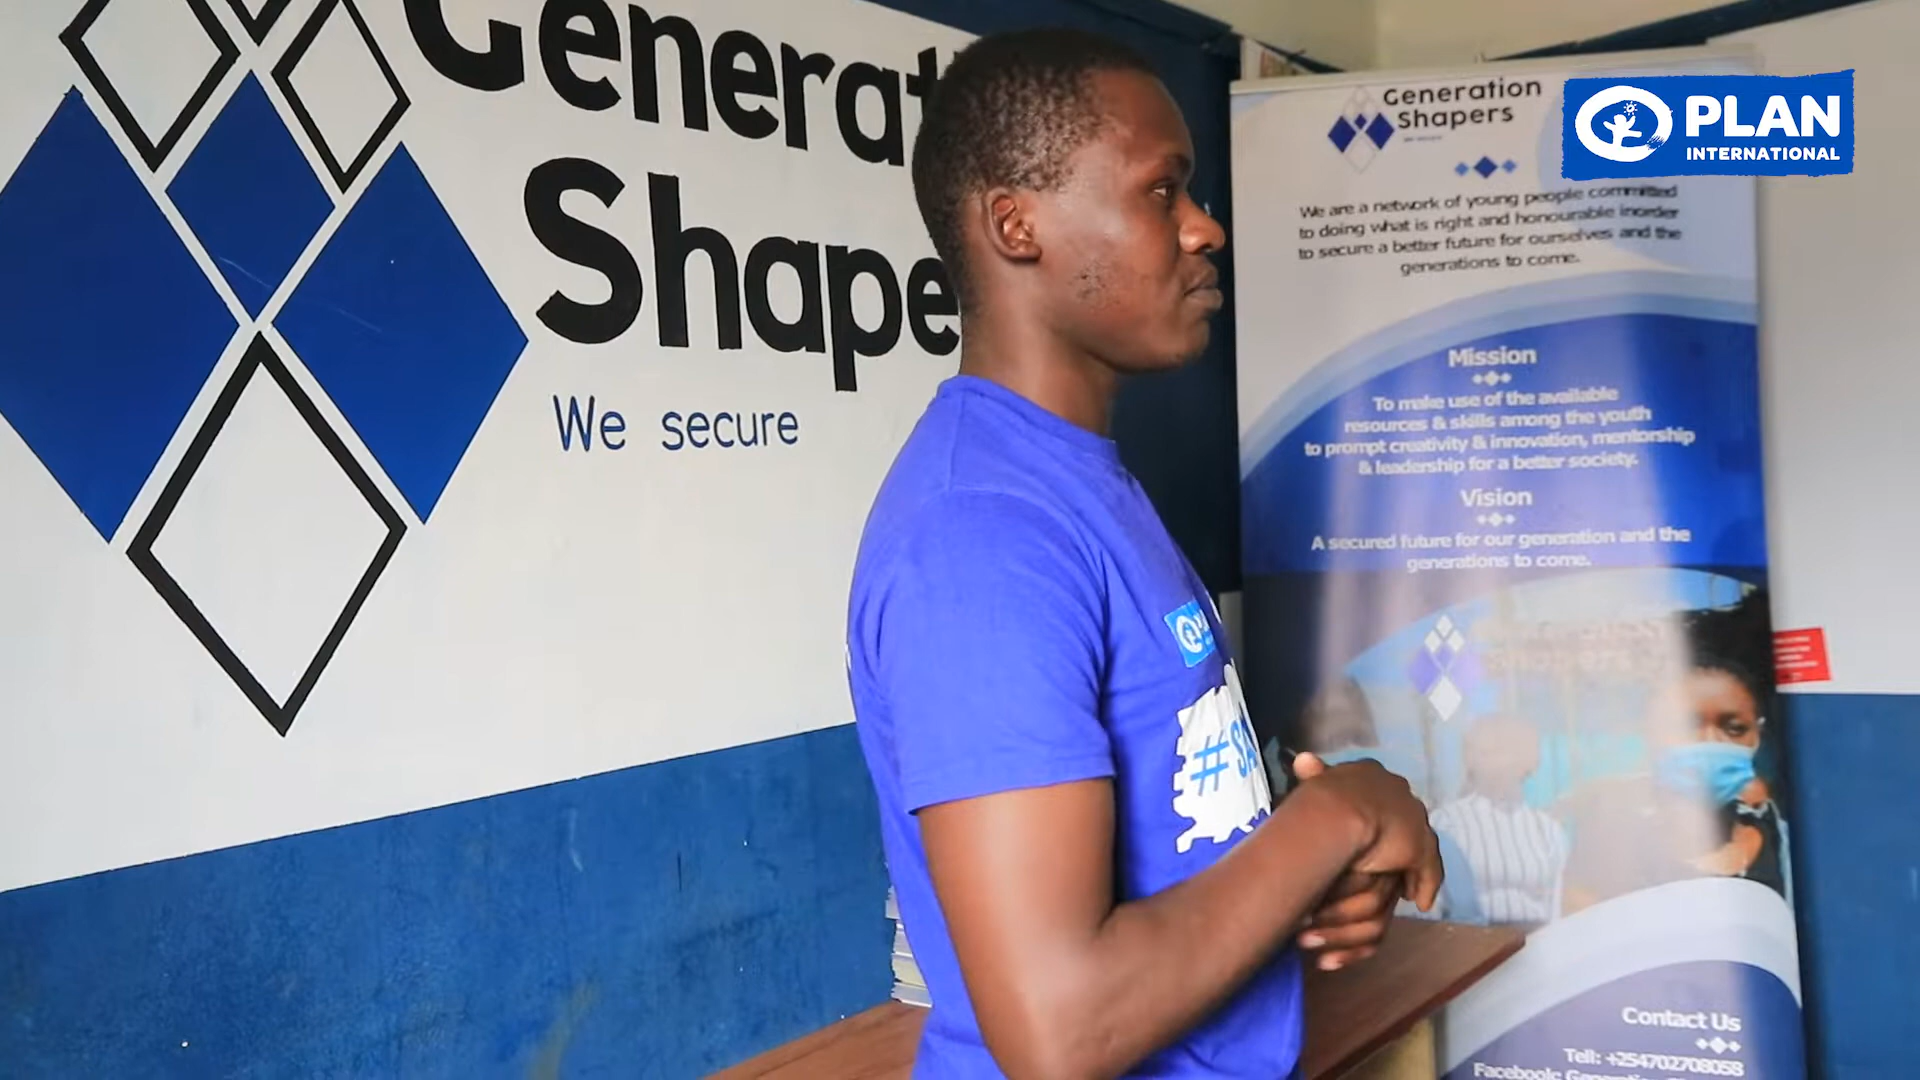 Generat
Shape
We secure
Generation
Shapers
We are a network of young people committed
to doing what is right and honourable inorder
to secure a better future for ourselves and the
generations to come.
Mission
To make use of the available
resources & skills among the youth
to prompt creativity & innovation, mentorship
& leadership for a better society.
Vision
A secured future for our generation and the
generations to come.
Contact Us
Tell: +254702708058
Facebook:
PLAN
INTERNATIONAL
#SA